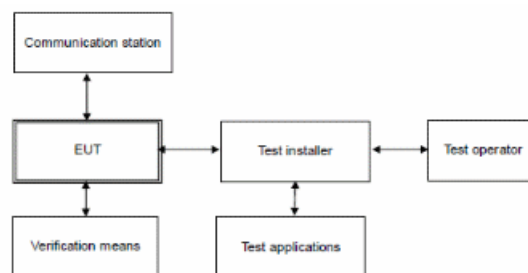 Communication station
EUT
Test installer
Test operator
Verification means
Test applications